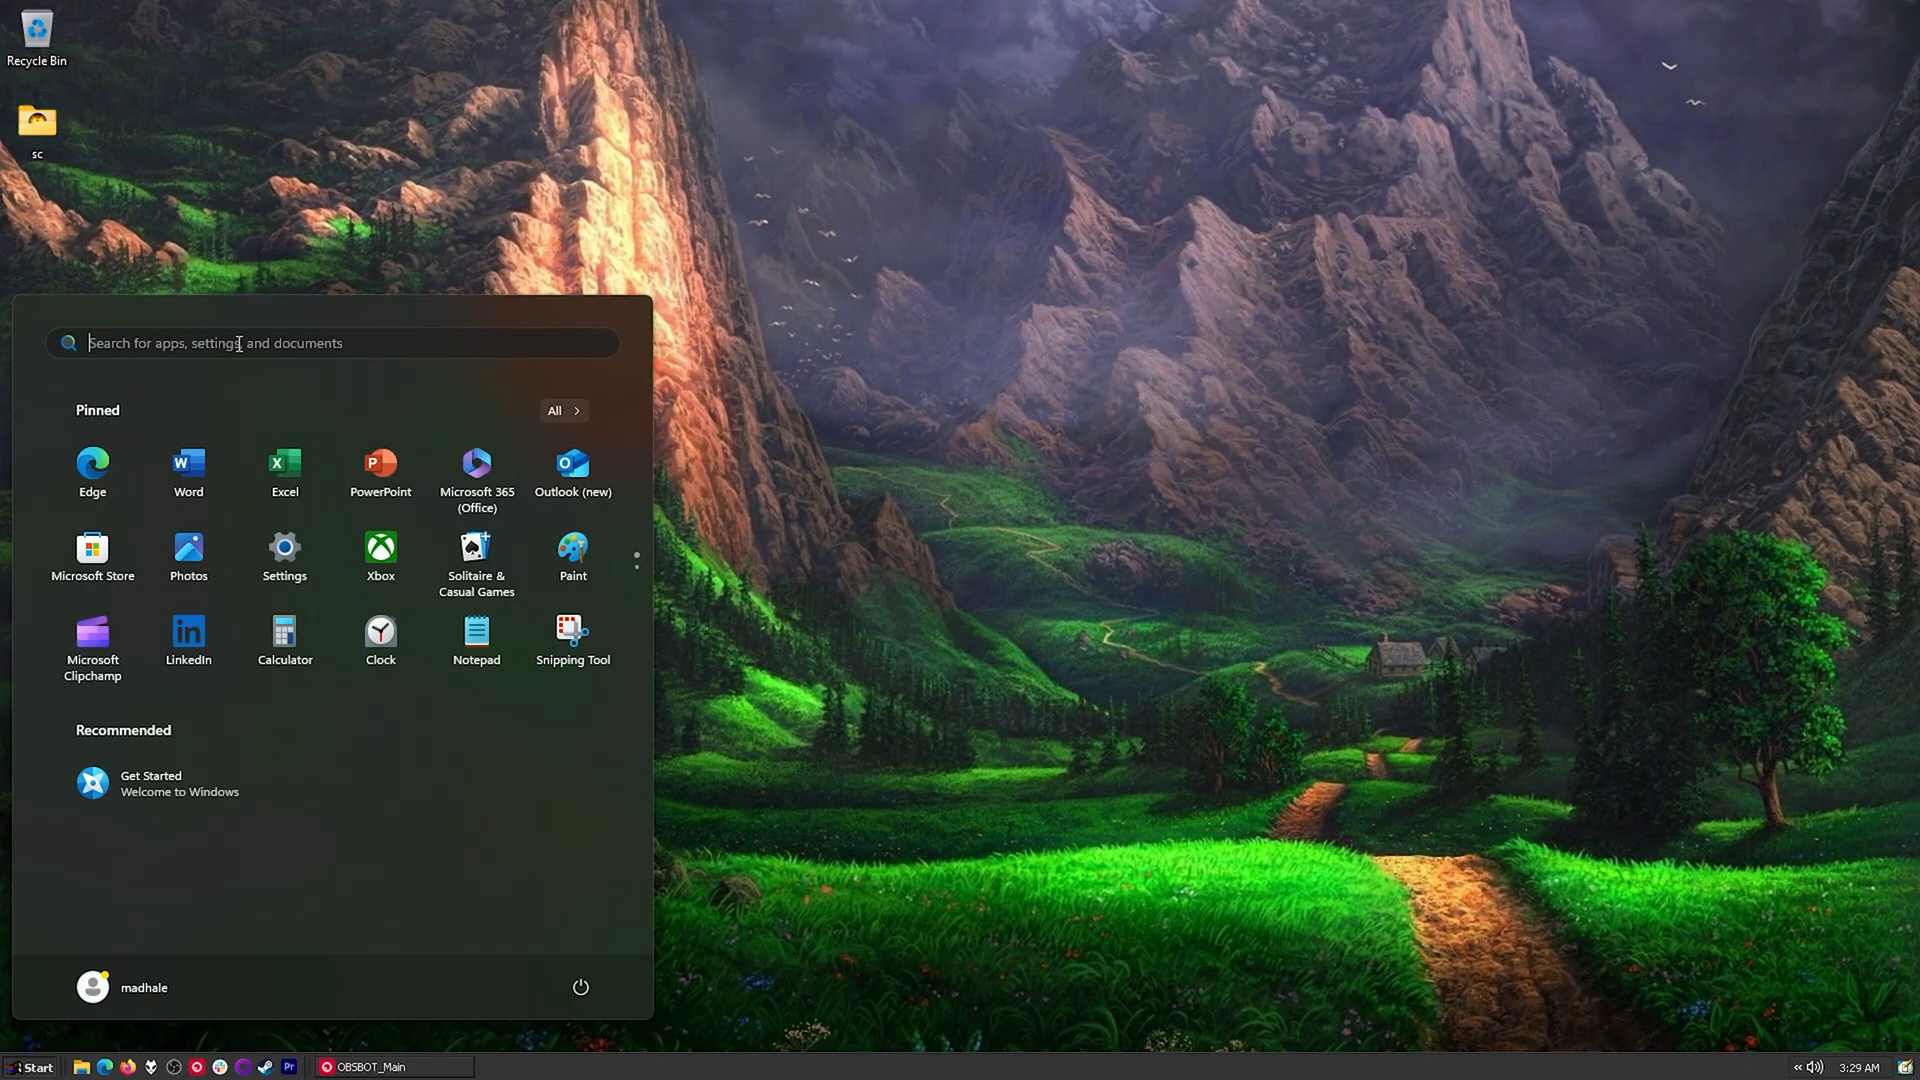 Recycle Bin
sc
Search for apps, settings, and documents
Pinned
All
Edge
Word
Excel
PowerPoint
Microsoft 365
(Office)
Outlook (new)
Microsoft Store
Photos
Settings
Xbox
Solitaire &
Casual Games
Paint
Microsoft
Clipchamp
LinkedIn
Calculator
Clock
Notepad
Snipping Tool
Recommended
Get Started
Welcome to Windows
madhale
Start
Pr
OBSBOT_Main
3:29 AM